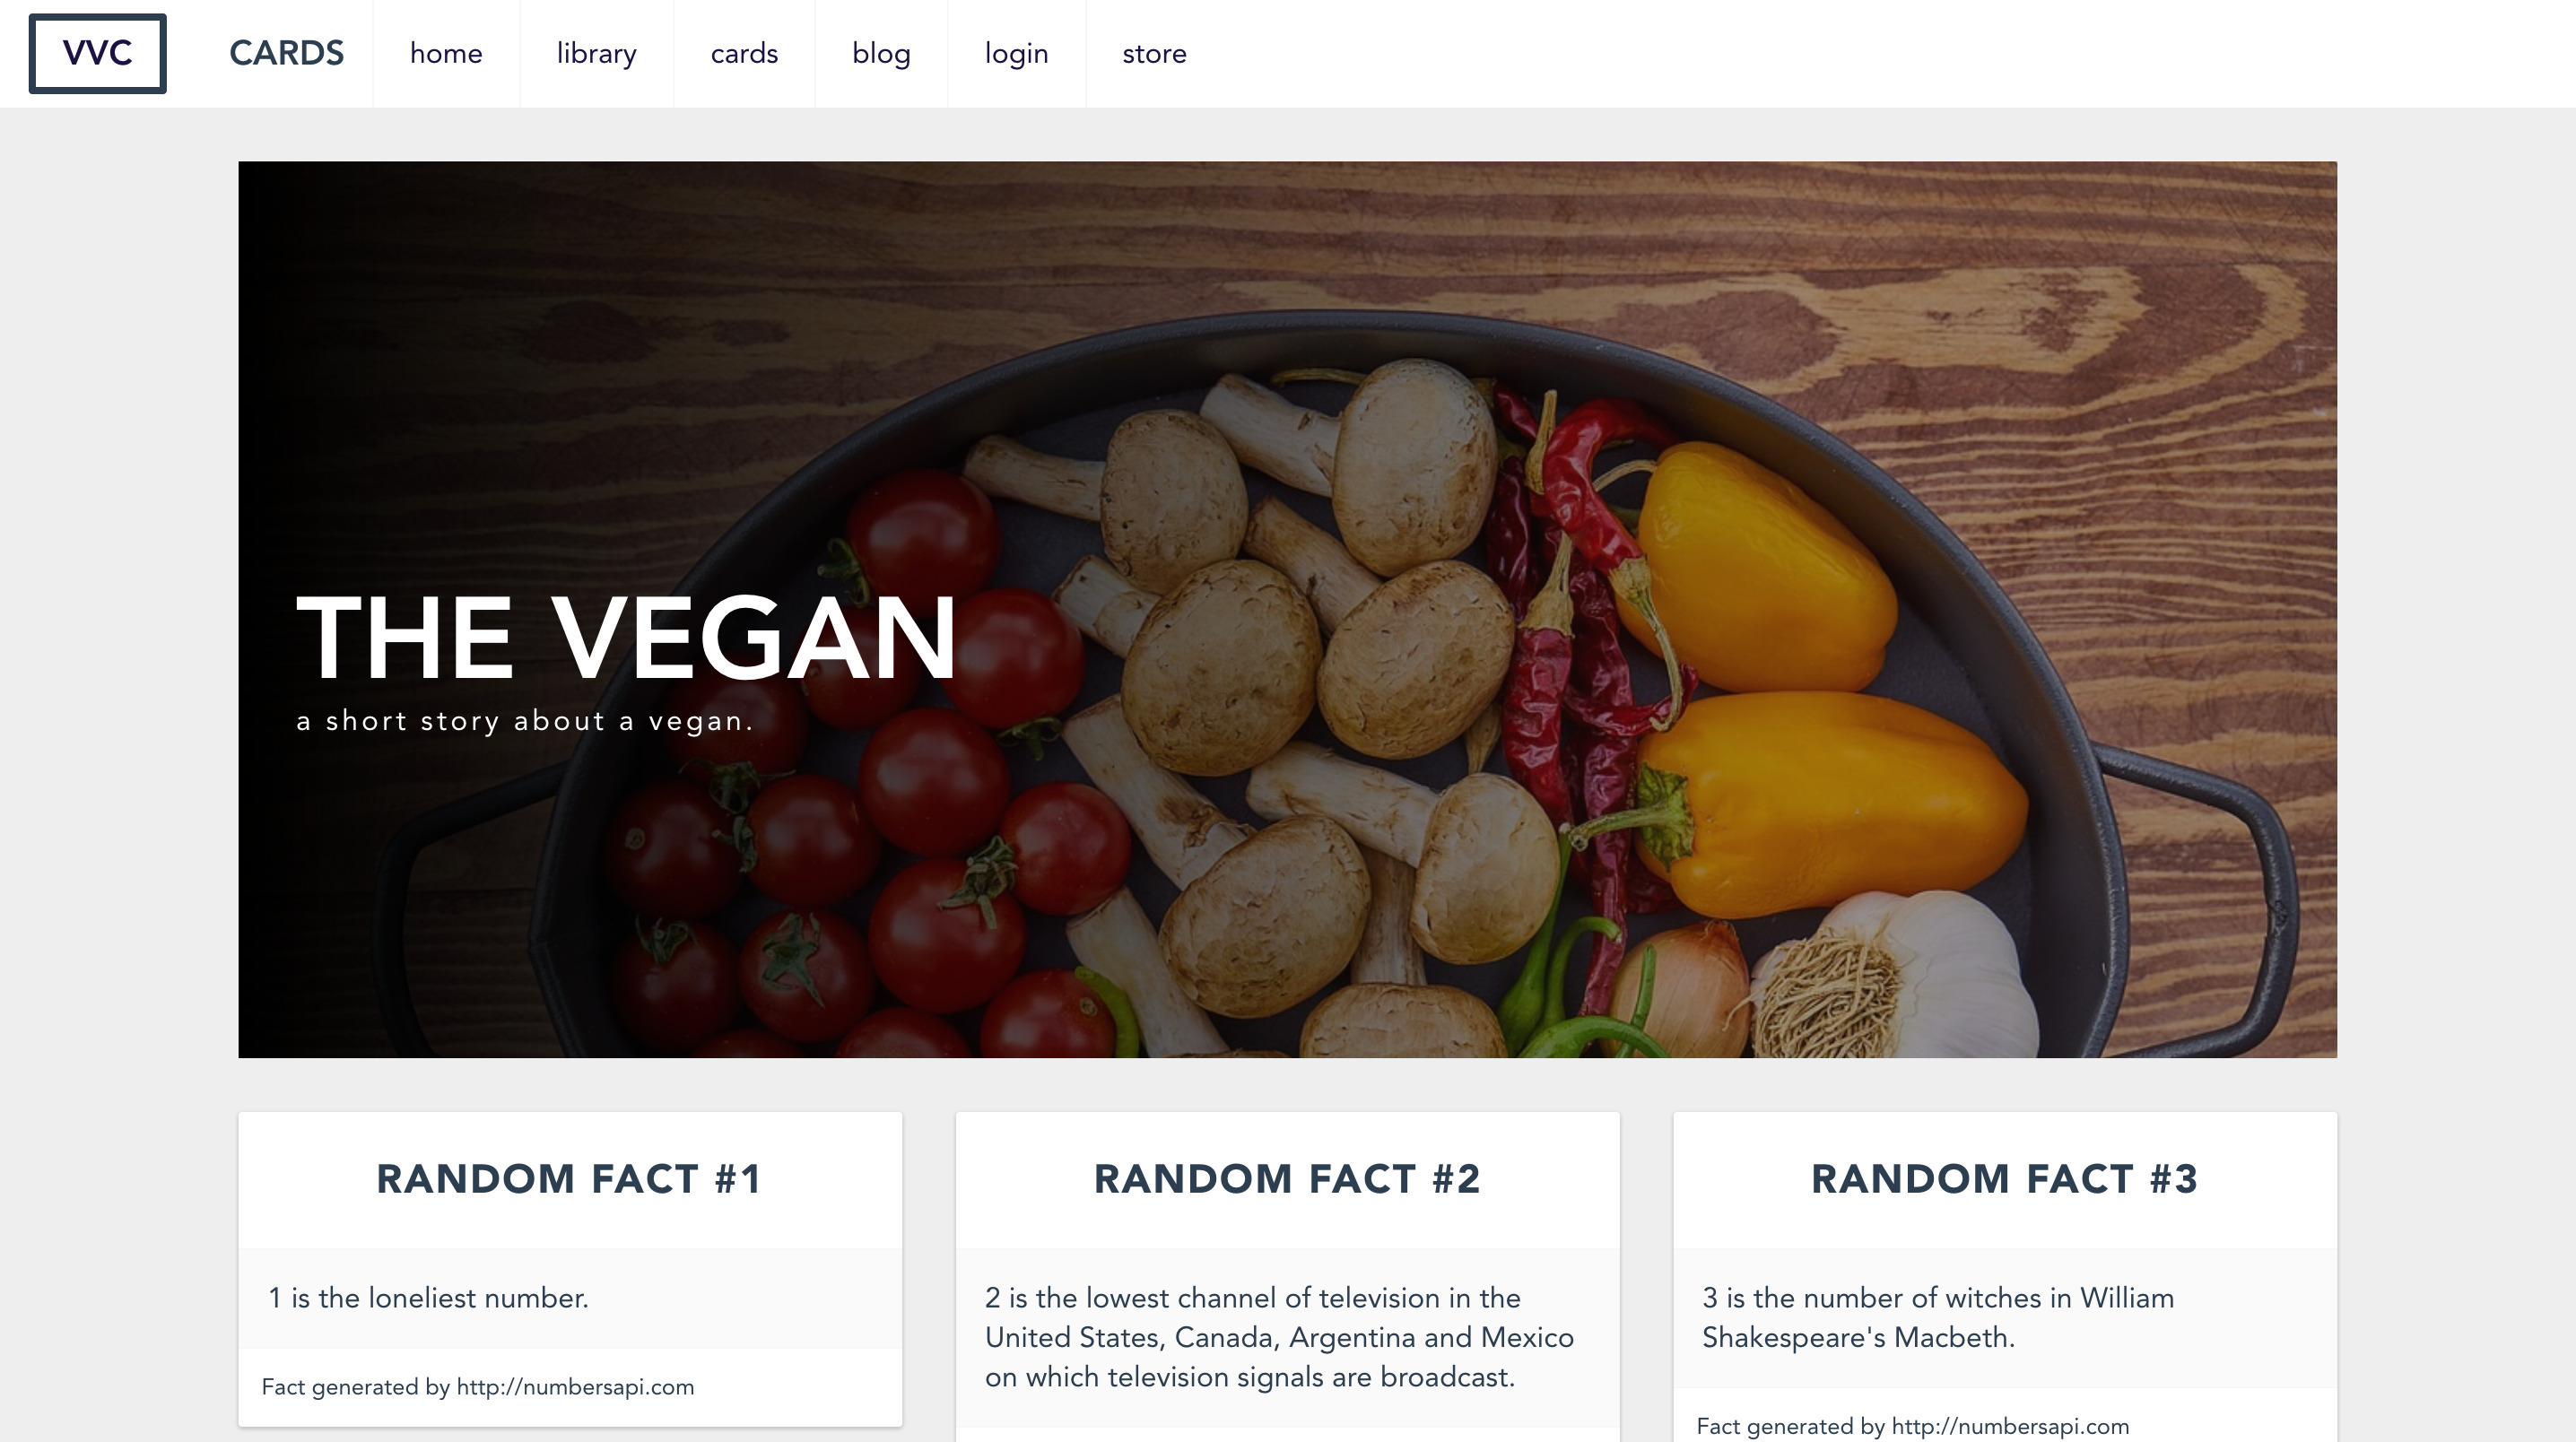 VVC CARDS home library cards blog login store
THE VEGAN
a short story about a vegan.
RANDOM FACT #1
1 is the loneliest number.
Fact generated by http://numbersapi.com
RANDOM FACT #2
2 is the lowest channel of television in the
United States, Canada, Argentina and Mexico
on which television signals are broadcast.
RANDOM FACT #3
3 is the number of witches in William
Shakespeare's Macbeth.
Fact generated by http://numbersapi.com